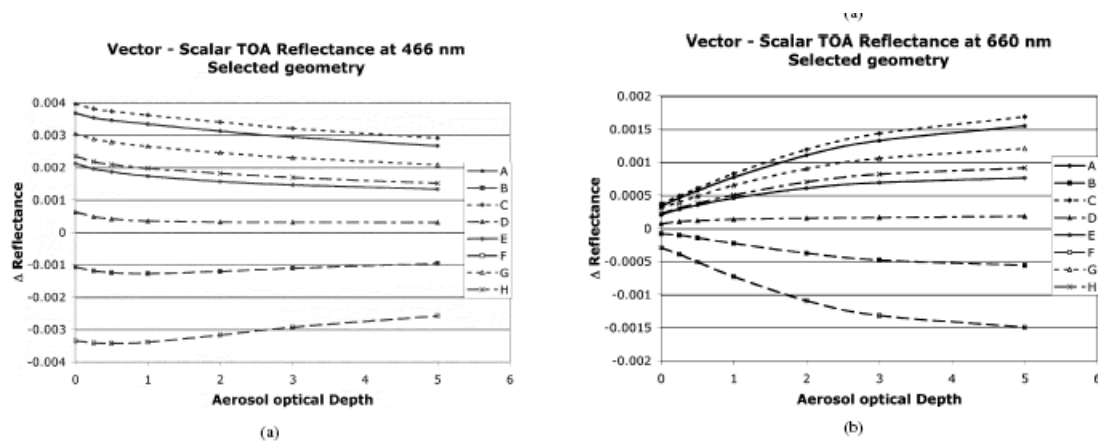 Vector - Scalar TOA Reflectance at 466 nm
Selected geometry
0.004
0.003
0.002
0.001
0
-0.001
-0.002
-0.003
-0.004
Δ Reflectance
0 1 2 3 4 5 6
Aerosol optical Depth
A
B
C
D
E
F
G
H
(a)
(a)
Vector - Scalar TOA Reflectance at 660 nm
Selected geometry
0.002
0.0015
0.001
0.0005
0
-0.0005
-0.001
-0.0015
-0.002
Δ Reflectance
0 1 2 3 4 5 6
Aerosol optical Depth
A
B
C
D
E
F
G
H
(b)